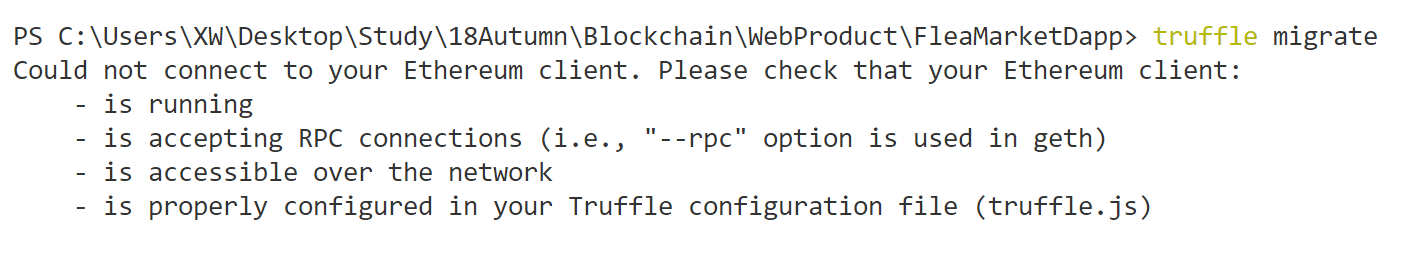 PS C:\Users\XW\Desktop\Study\18Autumn\Blockchain\WebProduct\FleaMarketDapp> truffle migrate
Could not connect to your Ethereum client. Please check that your Ethereum client:
    - is running
    - is accepting RPC connections (i.e., "--rpc" option is used in geth)
    - is accessible over the network
    - is properly configured in your Truffle configuration file (truffle.js)